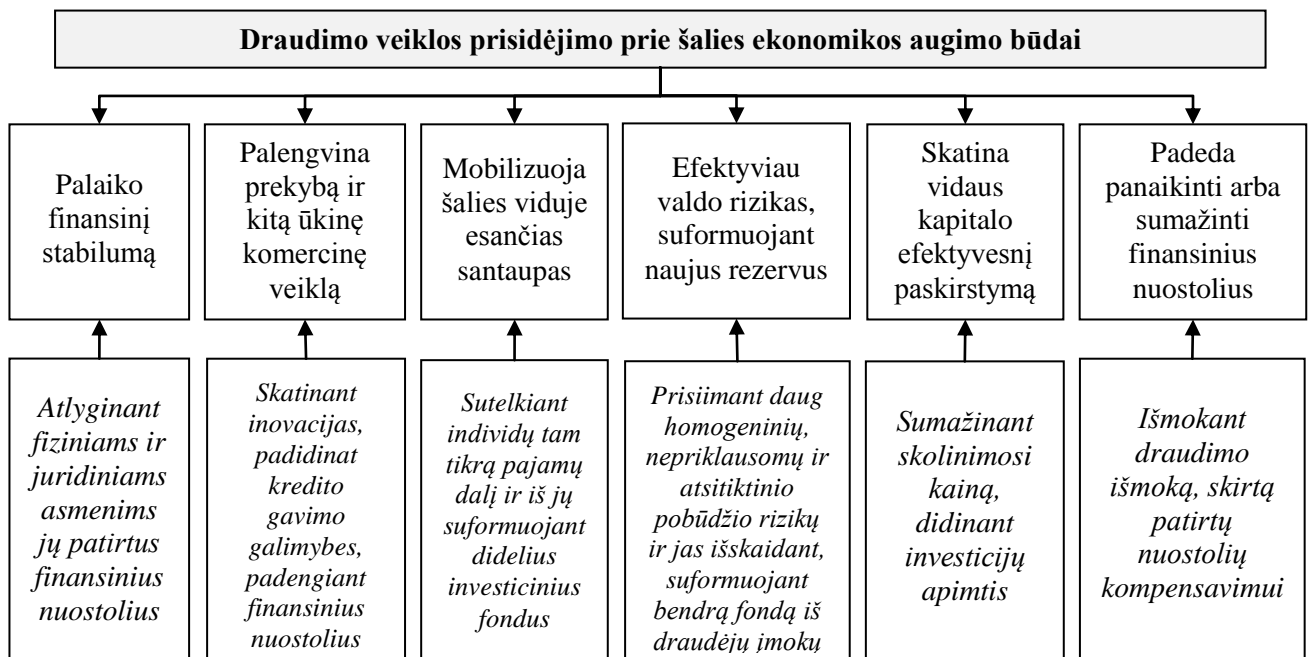 Draudimo veiklos prisidėjimo prie šalies ekonomikos augimo būdai
Palaiko
finansinį
stabilumą
Palengvina
prekybą ir
kitą ūkinę
komercinę
veiklą
Mobilizuoja
šalies viduje
esančias
santaupas
Efektyviau
valdo rizikas,
suformuojant
naujus rezervus
Skatina
vidaus
kapitalo
efektyvesnį
paskirstymą
Padeda
panaikinti arba
sumažinti
finansinius
nuostolius
Atlyginant
fiziniams ir
juridiniams
asmenims
jų patirtus
finansinius
nuostolius
Skatinant
inovacijas,
padidinat
kredito
gavimo
galimybes,
padengiant
finansinius
nuostolius
Sutelkiant
individų tam
tikrą pajamų
dalį ir iš jų
suformuojant
didelius
investicinius
fondus
Prisiimant daug
homogeninių,
nepriklausomų ir
atsitiktinio
pobūdžio rizikų
ir jas išskaidant,
suformuojant
bendrą fondą iš
draudėjų įmokų
Sumažinant
skolinimosi
kainą,
didinant
investicijų
apimtis
Išmokant
draudimo
išmoką, skirtą
patirtų
nuostolių
kompensavimui